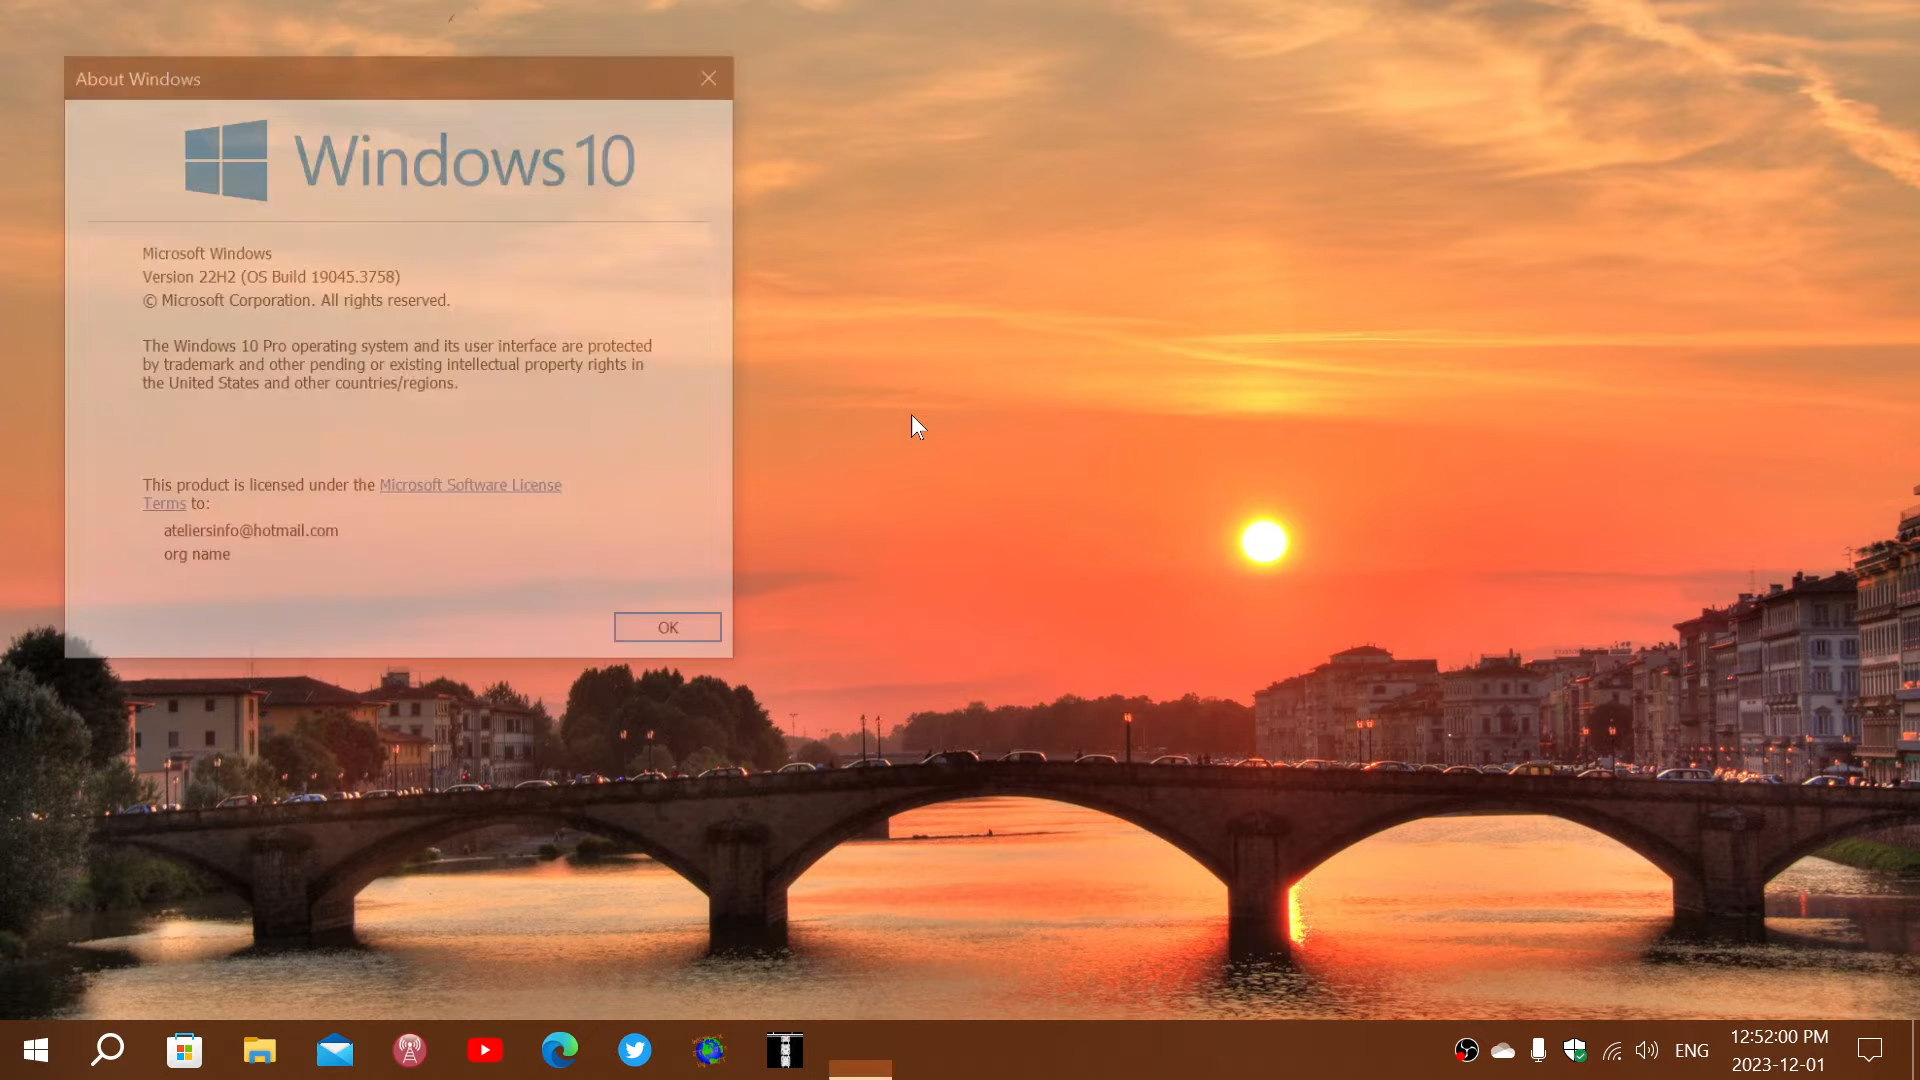 About Windows
Windows 10
Microsoft Windows
Version 22H2 (OS Build 19045.3758)
© Microsoft Corporation. All rights reserved.
The Windows 10 Pro operating system and its user interface are protected
by trademark and other pending or existing intellectual property rights in
the United States and other countries/regions.
This product is licensed under the Microsoft Software License
Terms to:
ateliersinfo@hotmail.com
org name
OK
ENG
12:52:00 PM
2023-12-01